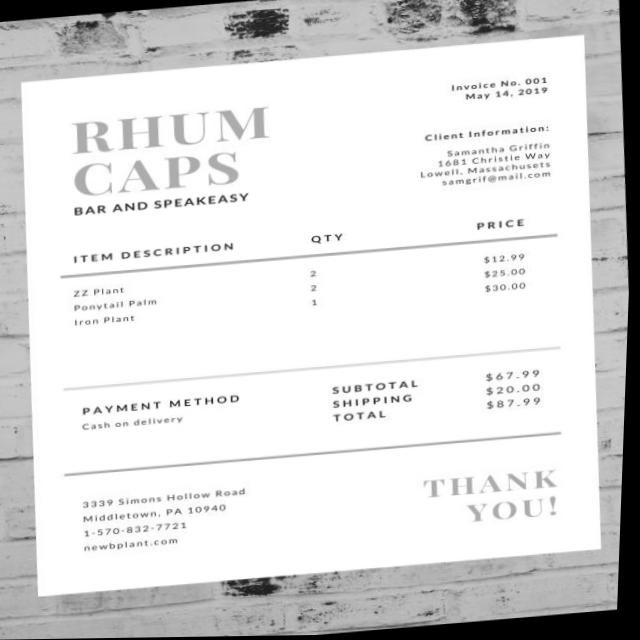 Invoice No. 001
May 14, 2019
RHUM
CAPS
BAR AND SPEAKEASY
Client Information:
Samantha Griffin
1681 Christie Way
Lowell, Massachusets
samgrif@mail.com
ITEM DESCRIPTION QTY PRICE
ZZ Plant 2 $12.99
Ponytail Palm 2 $25.00
Iron Plant 1 $30.00
PAYMENT METHOD
Cash on delivery
SUBTOTAL $67.99
SHIPPING $20.00
TOTAL $87.99
3339 Simons Hollow Road
Middletown, PA 10940
1-570-832-7721
newbplant.com
THANK
YOU!